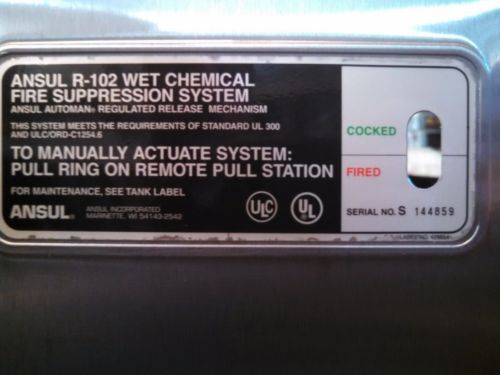 ANSUL R-102 WET CHEMICAL
FIRE SUPPRESSION SYSTEM
ANSUL AUTOMAN® REGULATED RELEASE MECHANISM
THIS SYSTEM MEETS THE REQUIREMENTS OF STANDARD UL 300
AND ULC/ORD-C1254.6
TO MANUALLY ACTUATE SYSTEM:
PULL RING ON REMOTE PULL STATION
FOR MAINTENANCE, SEE TANK LABEL
ANSUL®
ANSUL INCORPORATED
MARINETTE, WI 54143-2542
ULC
UL
COCKED
FIRED
SERIAL NO. S 144859